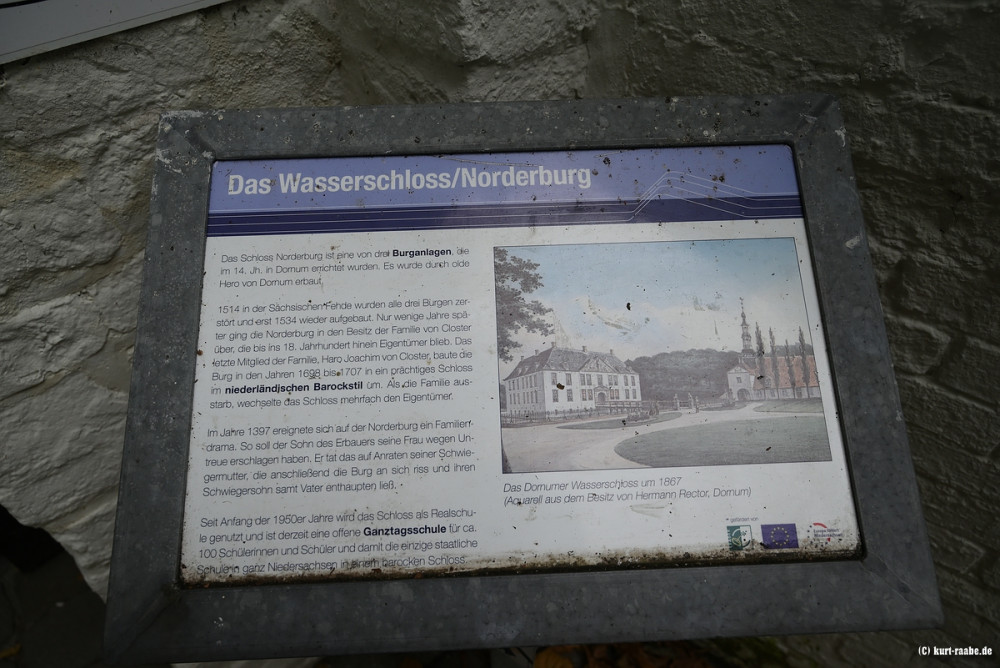 Das Wasserschloss/Norderburg
Das Schloss Norderburg ist eine von drei Burganlagen, die
im 14. Jh. in Dornum errichtet wurden. Es wurde durch olde
Hero von Dornum erbaut.
1514 in der Sächsischen Fehde wurden alle drei Burgen zer-
stört und erst 1534 wieder aufgebaut. Nur wenige Jahre spä-
ter ging die Norderburg in den Besitz der Familie von Closter
über, die bis ins 18. Jahrhundert hinein Eigentümer blieb. Das
letzte Mitglied der Familie, Haro Joachim von Closter, baute die
Burg in den Jahren 1698 bis 1707 in ein prächtiges Schloss
im niederländischen Barockstil um. Als die Familie aus-
starb, wechselte das Schloss mehrfach den Eigentümer.
Im Jahre 1397 ereignete sich auf der Norderburg ein Familien-
drama. So soll der Sohn des Erbauers seine Frau wegen Un-
treue erschlagen haben. Er tat das auf Anraten seiner Schwie-
germutter, die anschließend die Burg an sich riss und ihren
Schwiegersohn samt Vater enthaupten ließ.
Seit Anfang der 1950er Jahre wird das Schloss als Realschu-
le genutzt und ist derzeit eine offene Ganztagsschule für ca.
100 Schülerinnen und Schüler und damit die einzige staatliche
Schule in ganz Niedersachsen in einem barocken Schloss.
Das Dornumer Wasserschloss um 1867
(Aquarell aus dem Besitz von Hermann Rector, Dornum)
gefördert von
(C) kurt-raabe.de